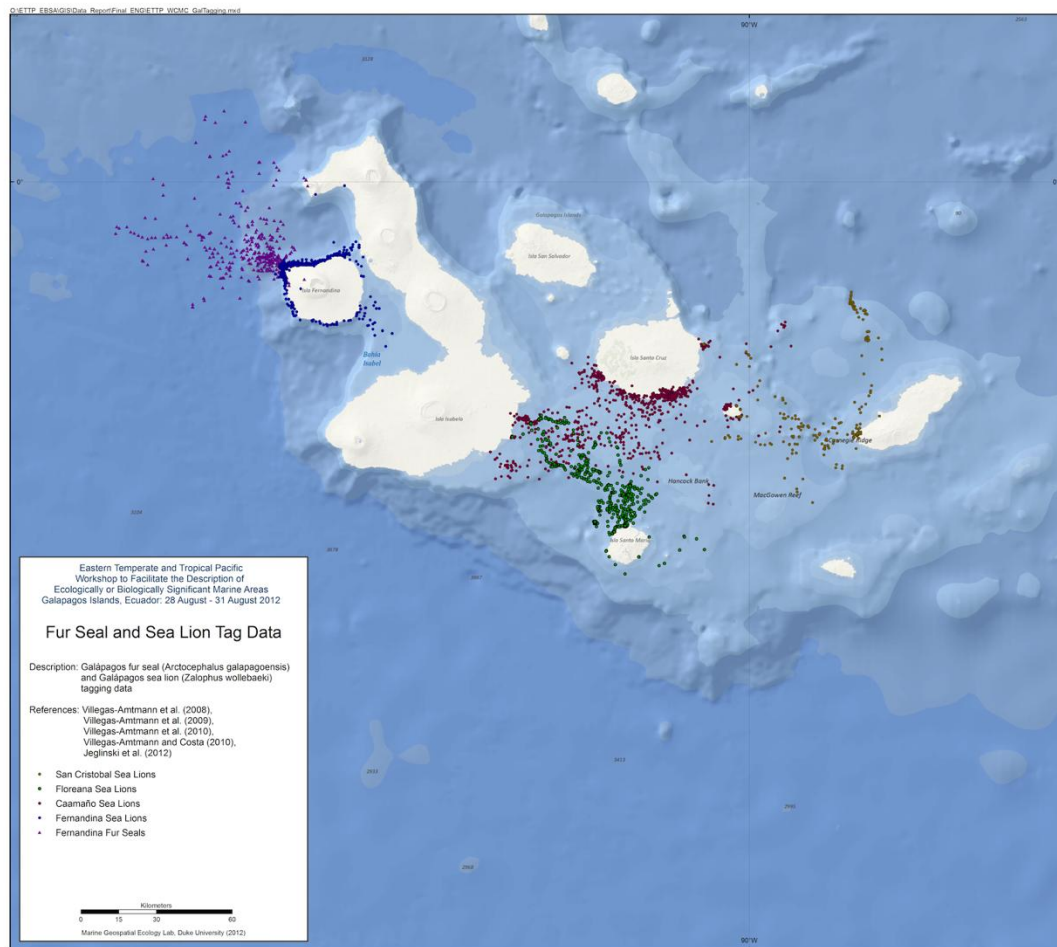 O:\ETTP_EBSA\GIS\Data_Report\Final_ENG\ETTP_WCMC_GalTagging.mxd
90°W
0°
0°
Galapagos Islands
Isla San Salvador
Isla Fernandina
Bahia
Isabel
Isla Santa Cruz
Isla Isabela
Carnegie Ridge
Hancock Bank
MacGowen Reef
Isla Santa Maria
Eastern Temperate and Tropical Pacific
Workshop to Facilitate the Description of
Ecologically or Biologically Significant Marine Areas
Galapagos Islands, Ecuador: 28 August - 31 August 2012
Fur Seal and Sea Lion Tag Data
Description: Galápagos fur seal (Arctocephalus galapagoensis)
and Galápagos sea lion (Zalophus wollebaeki)
tagging data
References: Villegas-Amtmann et al. (2008),
Villegas-Amtmann et al. (2009),
Villegas-Amtmann et al. (2010),
Villegas-Amtmann and Costa (2010),
Jeglinski et al. (2012)
San Cristobal Sea Lions
Floreana Sea Lions
Caamaño Sea Lions
Fernandina Sea Lions
Fernandina Fur Seals
Kilometers
0 15 30 60
Marine Geospatial Ecology Lab, Duke University (2012)
90°W